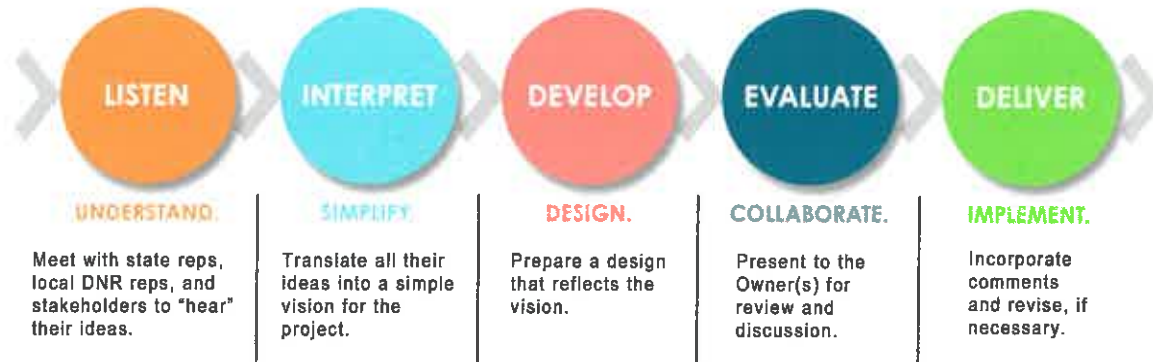 LISTEN
INTERPRET
DEVELOP
EVALUATE
DELIVER
UNDERSTAND.
SIMPLIFY.
DESIGN.
COLLABORATE.
IMPLEMENT.
Meet with state reps,
local DNR reps, and
stakeholders to "hear"
their ideas.
Translate all their
ideas into a simple
vision for the
project.
Prepare a design
that reflects the
vision.
Present to the
Owner(s) for
review and
discussion.
Incorporate
comments
and revise, if
necessary.